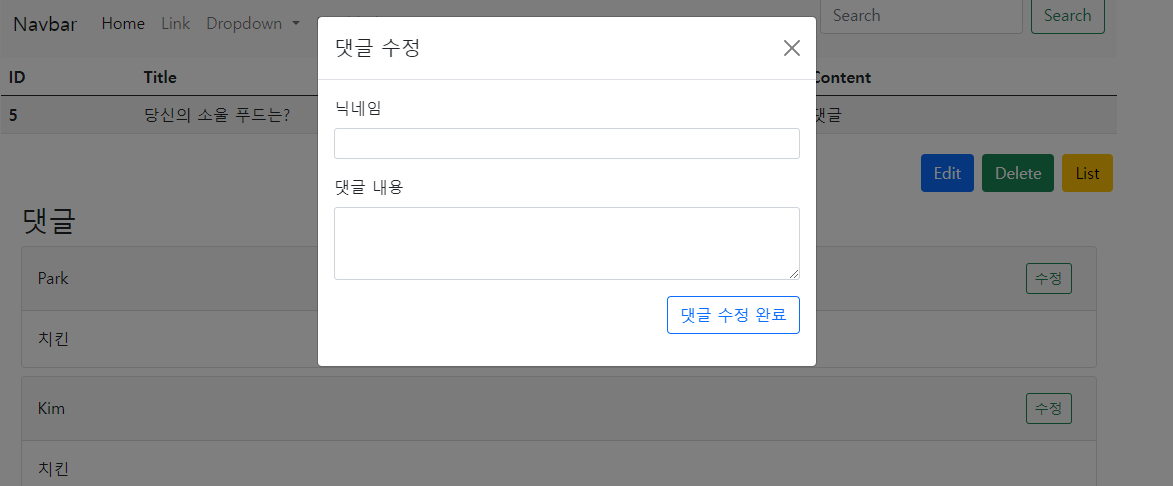 Navbar Home Link Dropdown Search Search
댓글 수정
ID Title Content
닉네임
5 당신의 소울 푸드는? 댓글
Edit Delete List
댓글 내용
댓글
Park 수정
댓글 수정 완료
치킨
Kim 수정
치킨